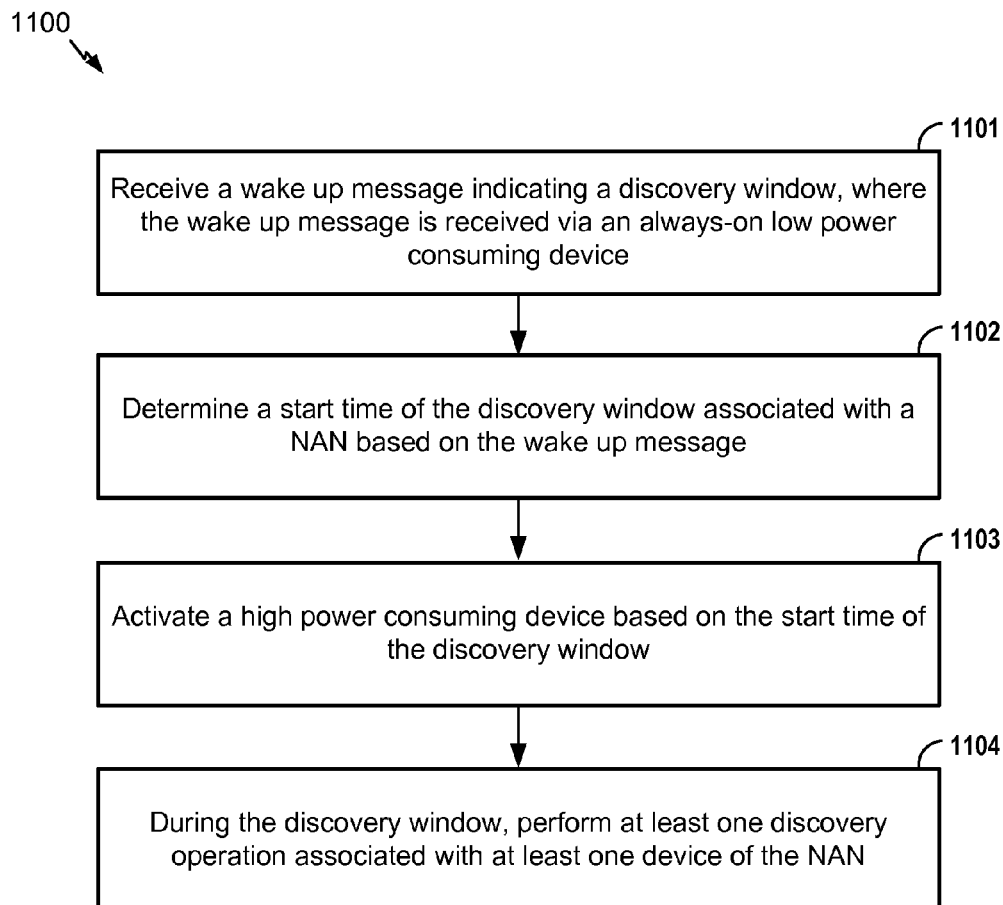 1100
1101
Receive a wake up message indicating a discovery window, where
the wake up message is received via an always-on low power
consuming device
1102
Determine a start time of the discovery window associated with a
NAN based on the wake up message
1103
Activate a high power consuming device based on the start time of
the discovery window
1104
During the discovery window, perform at least one discovery
operation associated with at least one device of the NAN